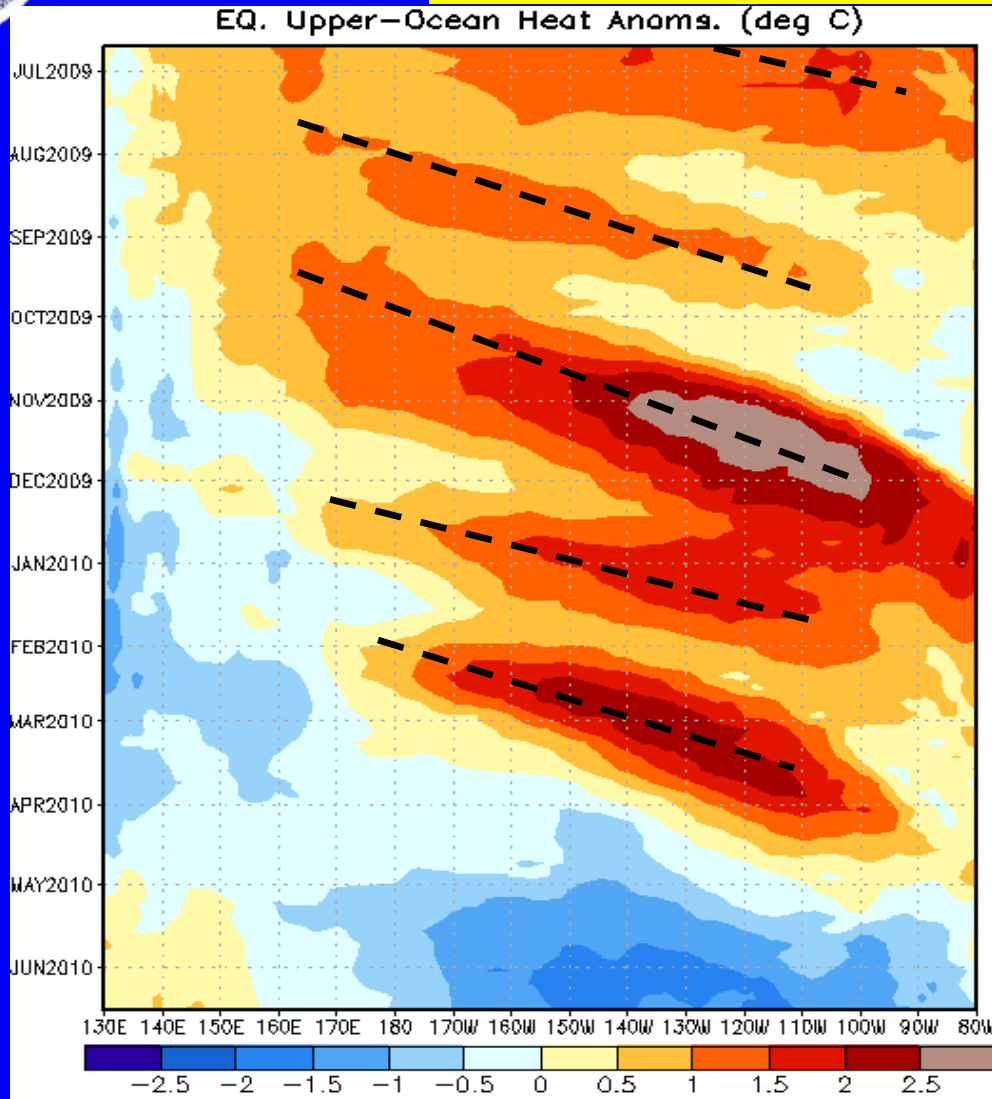 EQ. Upper-Ocean Heat Anoms. (deg C)
JUL2009
AUG2009
SEP2009
OCT2009
NOV2009
DEC2009
JAN2010
FEB2010
MAR2010
APR2010
MAY2010
JUN2010
130E 140E 150E 160E 170E 180 170W 160W 150W 140W 130W 120W 110W 100W 90W 80W
-2.5 -2 -1.5 -1 -0.5 0 0.5 1 1.5 2 2.5